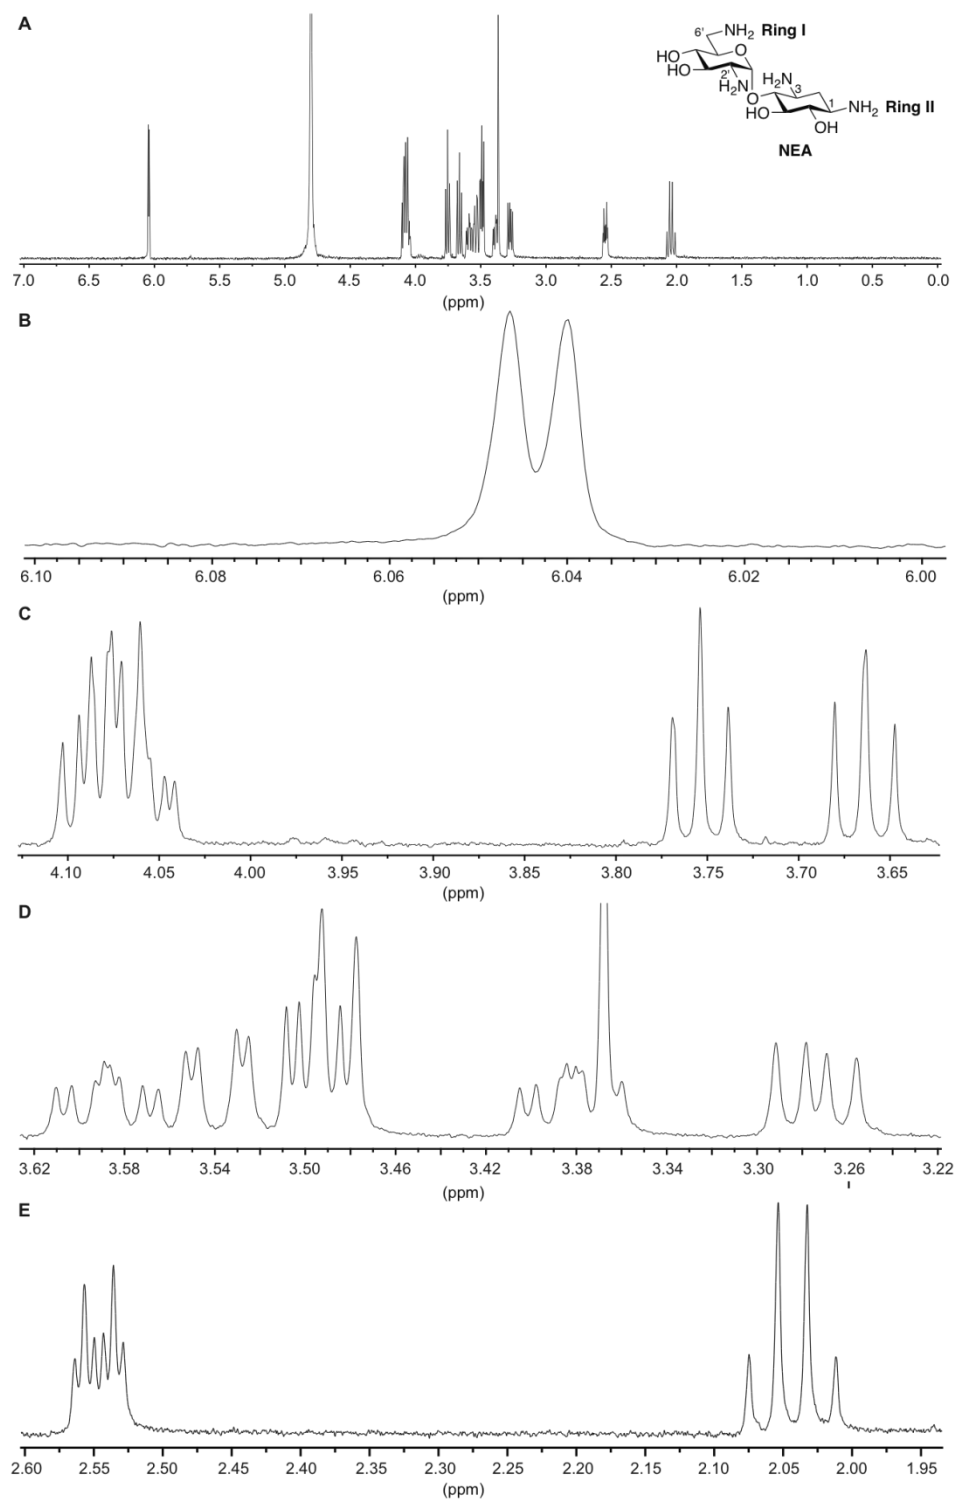 A
6'
NH₂ Ring I
HO
O
HO
2'
H₂N
H₂N
3
O
1
NH₂ Ring II
HO
OH
NEA
7.0 6.5 6.0 5.5 5.0 4.5 4.0 3.5 3.0 2.5 2.0 1.5 1.0 0.5 0.0
(ppm)
B
6.10 6.08 6.06 6.04 6.02 6.00
(ppm)
C
4.10 4.05 4.00 3.95 3.90 3.85 3.80 3.75 3.70 3.65
(ppm)
D
3.62 3.58 3.54 3.50 3.46 3.42 3.38 3.34 3.30 3.26 3.22
(ppm)
E
2.60 2.55 2.50 2.45 2.40 2.35 2.30 2.25 2.20 2.15 2.10 2.05 2.00 1.95
(ppm)